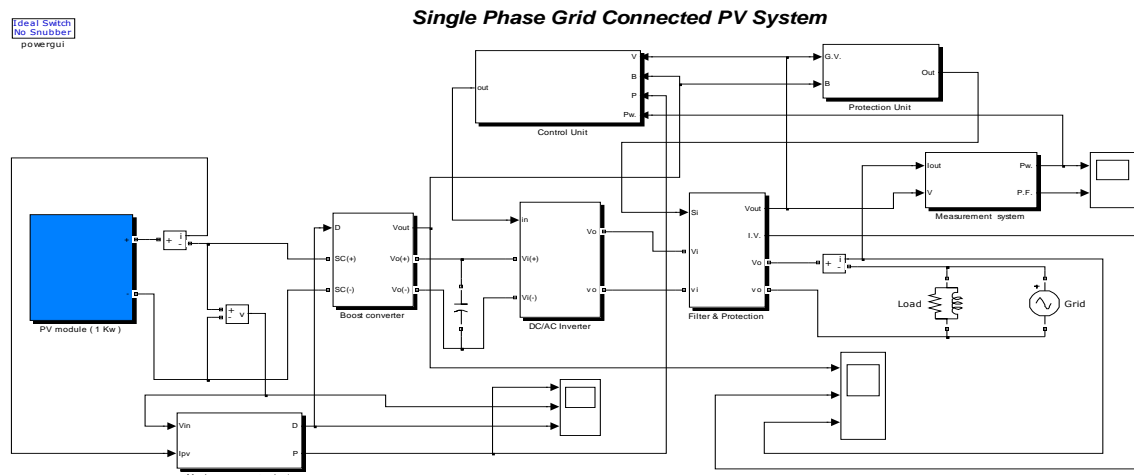 Single Phase Grid Connected PV System
Ideal Switch
No Snubber
powergui
V
B
P
Pw.
out
Control Unit
G.V.
B
Out
Protection Unit
Iout
V
Pw.
P.F.
Measurement system
+
PV module ( 1 Kw )
+
i
-
+
-
v
D
SC(+)
SC(-)
Vout
Vo(+)
Vo(-)
Boost converter
in
Vi(+)
Vi(-)
Vo
vo
DC/AC Inverter
Si
Vi
vi
Vout
I.V.
Vo
vo
Filter & Protection
+
i
-
Load
+
Grid
Vin
Ipv
D
P